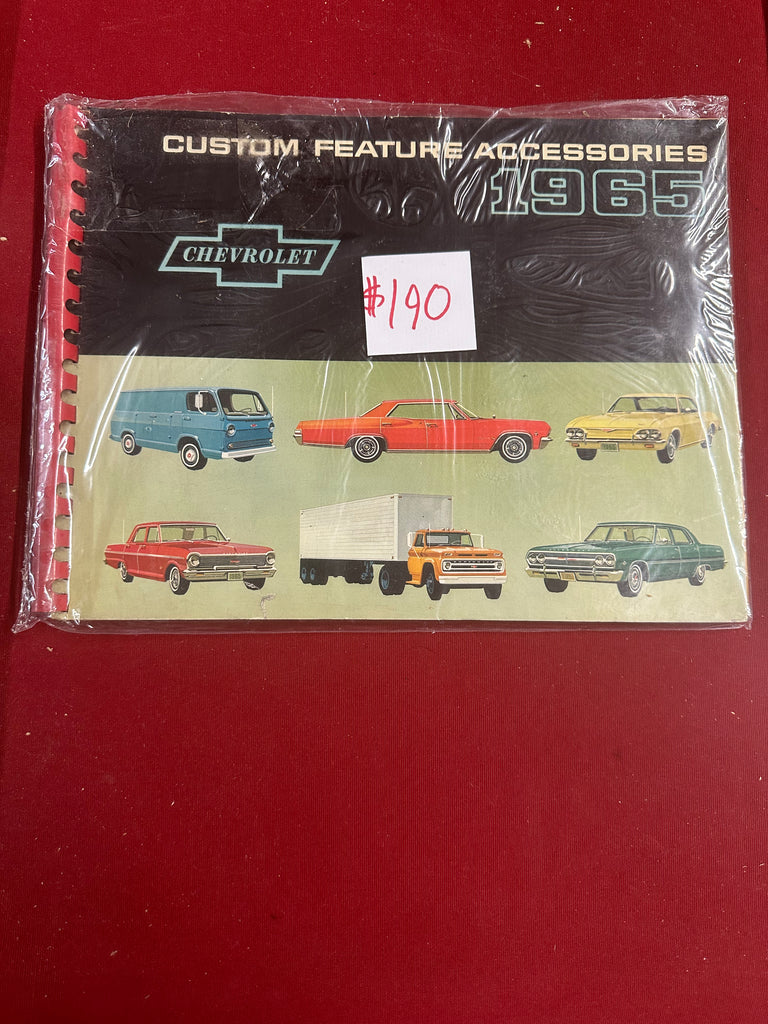 CUSTOM FEATURE ACCESSORIES
1965
CHEVROLET
$190